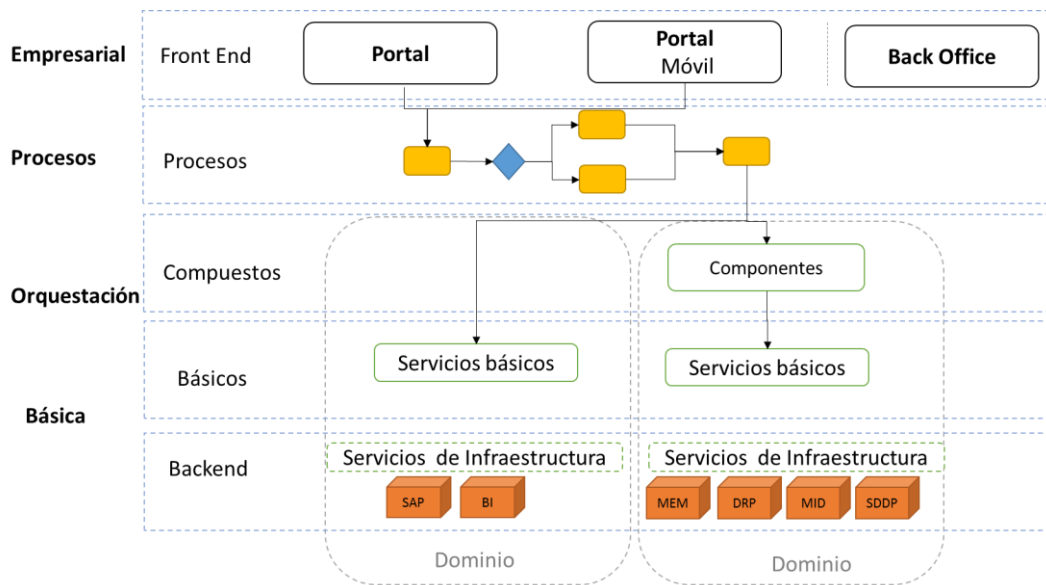 Empresarial
Front End
Portal
Portal
Móvil
Back Office
Procesos
Procesos
Orquestación
Compuestos
Componentes
Básica
Básicos
Servicios básicos
Servicios básicos
Backend
Servicios de Infraestructura
Servicios de Infraestructura
SAP
BI
MEM
DRP
MID
SDDP
Dominio
Dominio